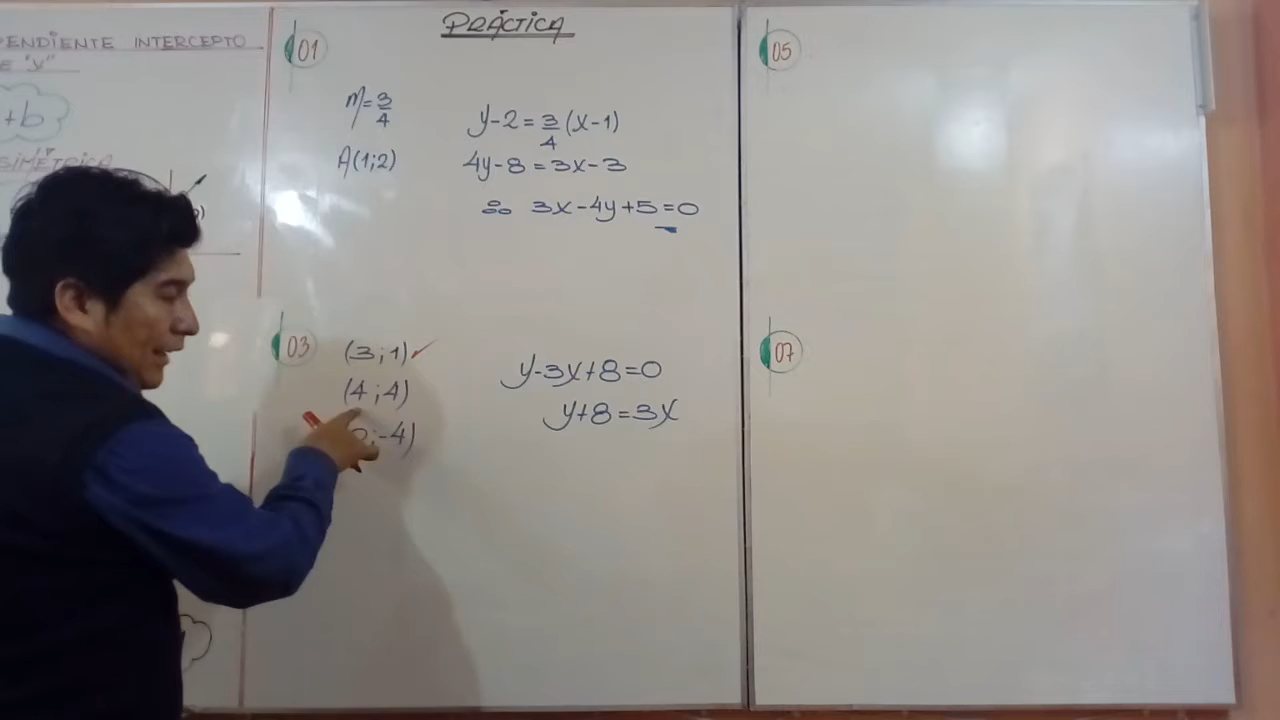 PENDIENTE INTERCEPTO
E "Y"
+b
SIMÉTRICA
PRÁCTICA
01
m=3/4
A(1;2)
y-2=3/4(x-1)
4y-8=3x-3
∴ 3x-4y+5=0
03
(3;1)✓
(4;4)
;-4)
y-3x+8=0
y+8=3x
05
07